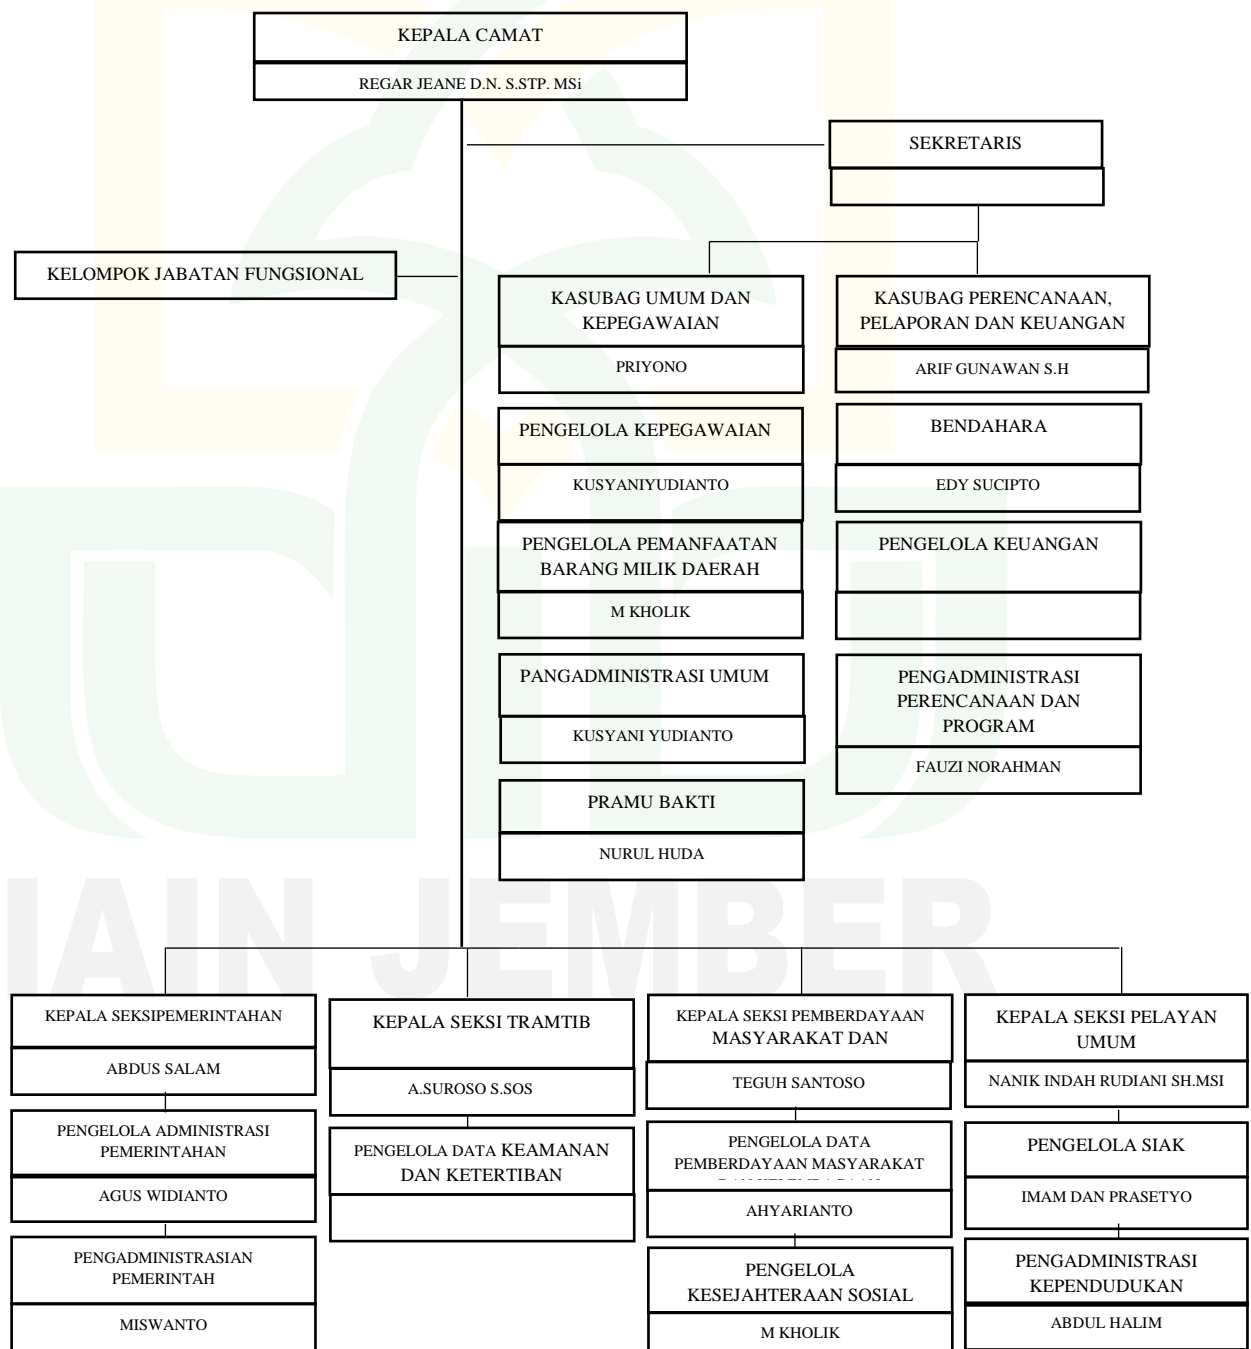 KEPALA CAMAT
REGAR JEANE D.N. S.STP. MSi
SEKRETARIS
KELOMPOK JABATAN FUNGSIONAL
KASUBAG UMUM DAN
KEPEGAWAIAN
PRIYONO
KASUBAG PERENCANAAN,
PELAPORAN DAN KEUANGAN
ARIF GUNAWAN S.H
PENGELOLA KEPEGAWAIAN
KUSYANIYUDIANTO
BENDAHARA
EDY SUCIPTO
PENGELOLA PEMANFAATAN
BARANG MILIK DAERAH
M KHOLIK
PENGELOLA KEUANGAN
PANGADMINISTRASI UMUM
KUSYANI YUDIANTO
PENGADMINISTRASI
PERENCANAAN DAN
PROGRAM
FAUZI NORAHMAN
PRAMU BAKTI
NURUL HUDA
IAIN JEMBER
KEPALA SEKSIPEMERINTAHAN
ABDUS SALAM
PENGELOLA ADMINISTRASI
PEMERINTAHAN
AGUS WIDIANTO
PENGADMINISTRASIAN
PEMERINTAH
MISWANTO
KEPALA SEKSI TRAMTIB
A.SUROSO S.SOS
PENGELOLA DATA KEAMANAN
DAN KETERTIBAN
KEPALA SEKSI PEMBERDAYAAN
MASYARAKAT DAN
TEGUH SANTOSO
PENGELOLA DATA
PEMBERDAYAAN MASYARAKAT
AHYARIANTO
PENGELOLA
KESEJAHTERAAN SOSIAL
M KHOLIK
KEPALA SEKSI PELAYAN
UMUM
NANIK INDAH RUDIANI SH.MSI
PENGELOLA SIAK
IMAM DAN PRASETYO
PENGADMINISTRASI
KEPENDUDUKAN
ABDUL HALIM